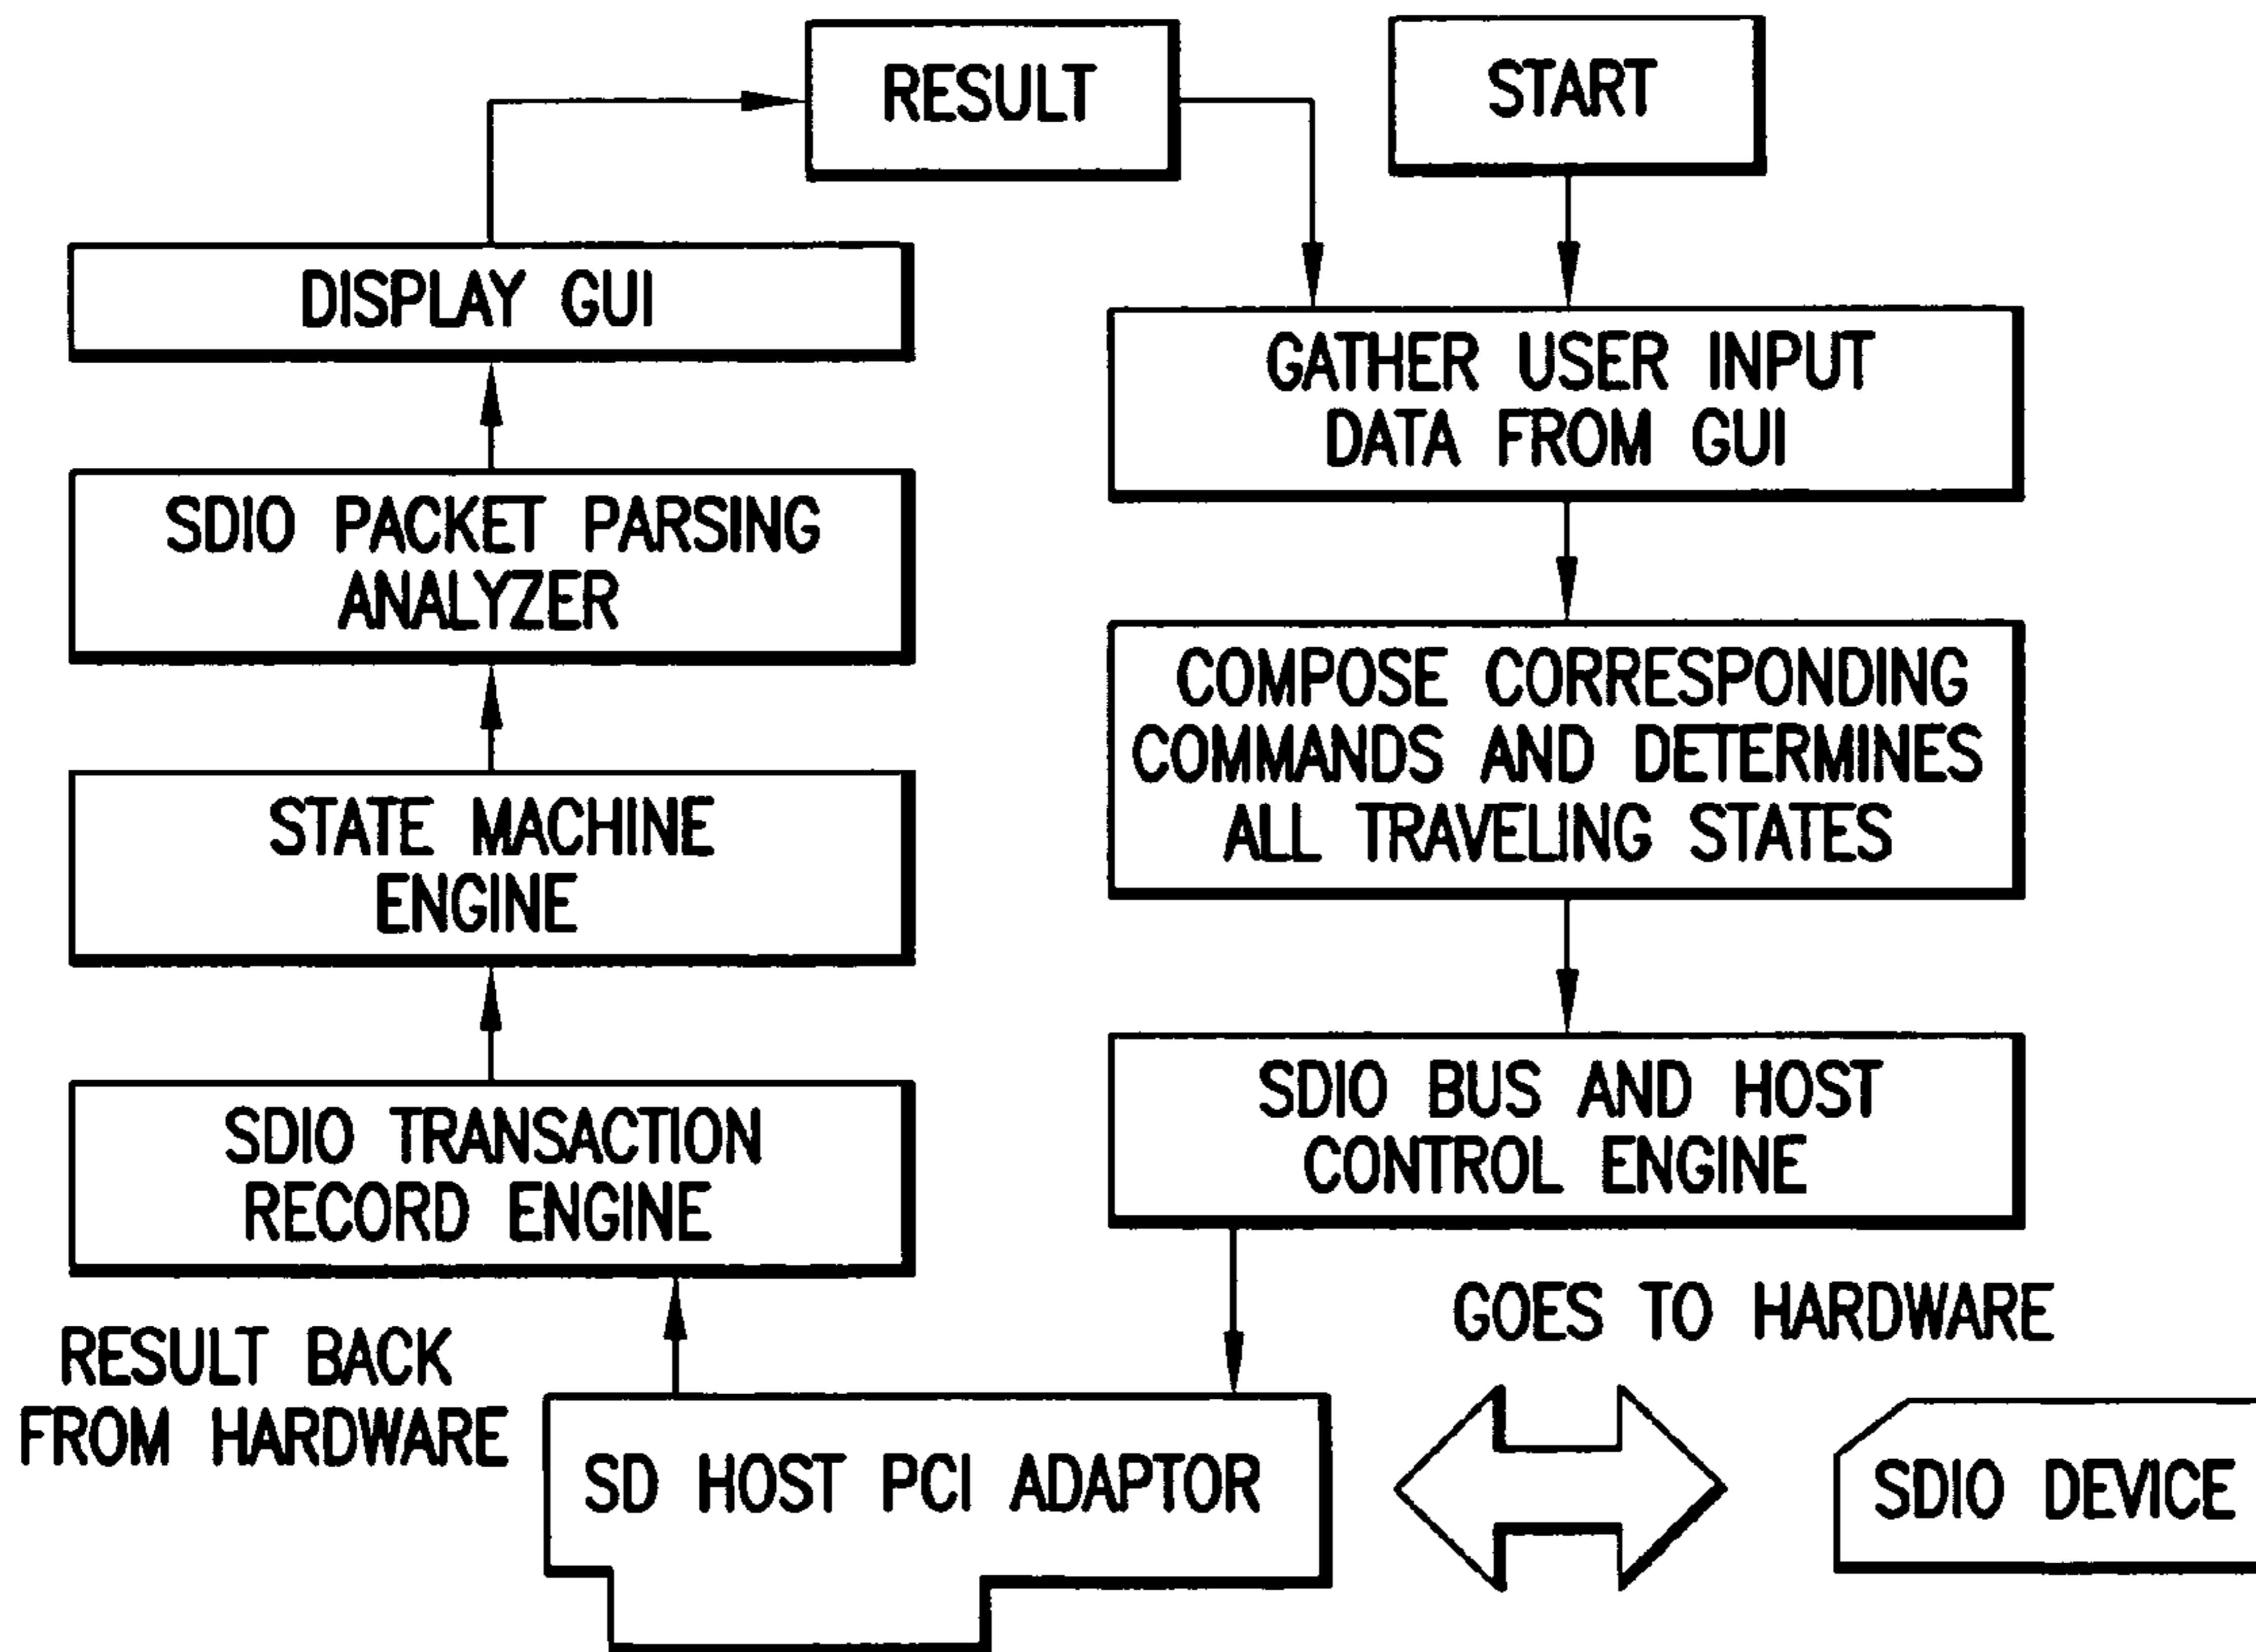 RESULT
START
DISPLAY GUI
GATHER USER INPUT
DATA FROM GUI
SDIO PACKET PARSING
ANALYZER
COMPOSE CORRESPONDING
COMMANDS AND DETERMINES
ALL TRAVELING STATES
STATE MACHINE
ENGINE
SDIO BUS AND HOST
CONTROL ENGINE
SDIO TRANSACTION
RECORD ENGINE
GOES TO HARDWARE
RESULT BACK
FROM HARDWARE
SD HOST PCI ADAPTOR
SDIO DEVICE